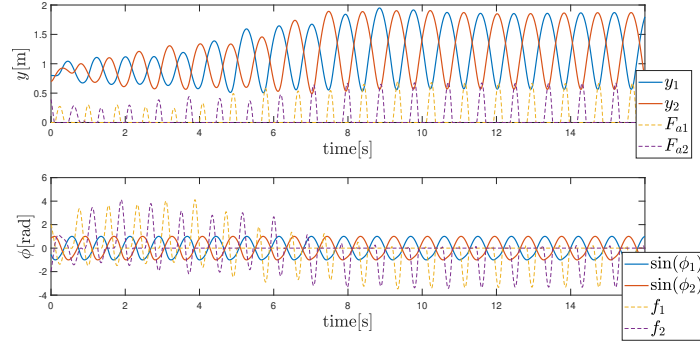 2
1.5
1
0.5
0
y[m]
0 2 4 6 8 10 12 14
time[s]
y1
y2
Fa1
Fa2
6
4
2
0
-2
-4
ϕ[rad]
0 2 4 6 8 10 12 14
time[s]
sin(ϕ1)
sin(ϕ2)
f1
f2